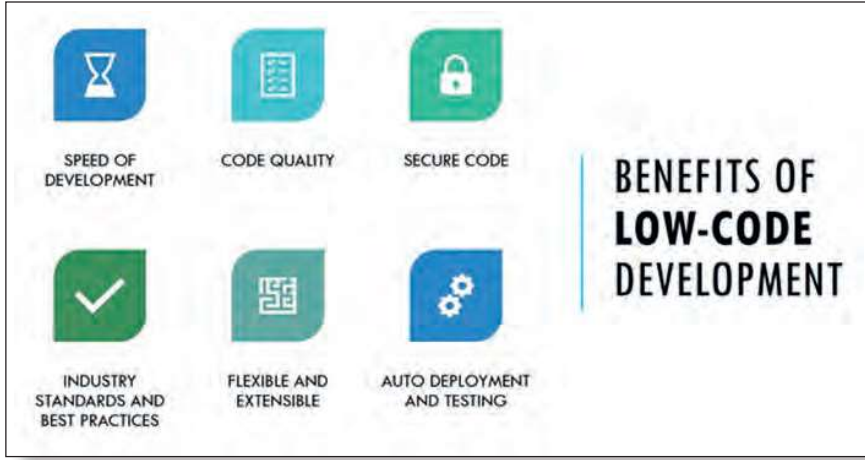 SPEED OF
DEVELOPMENT
CODE QUALITY
SECURE CODE
INDUSTRY
STANDARDS AND
BEST PRACTICES
FLEXIBLE AND
EXTENSIBLE
AUTO DEPLOYMENT
AND TESTING
BENEFITS OF
LOW-CODE
DEVELOPMENT